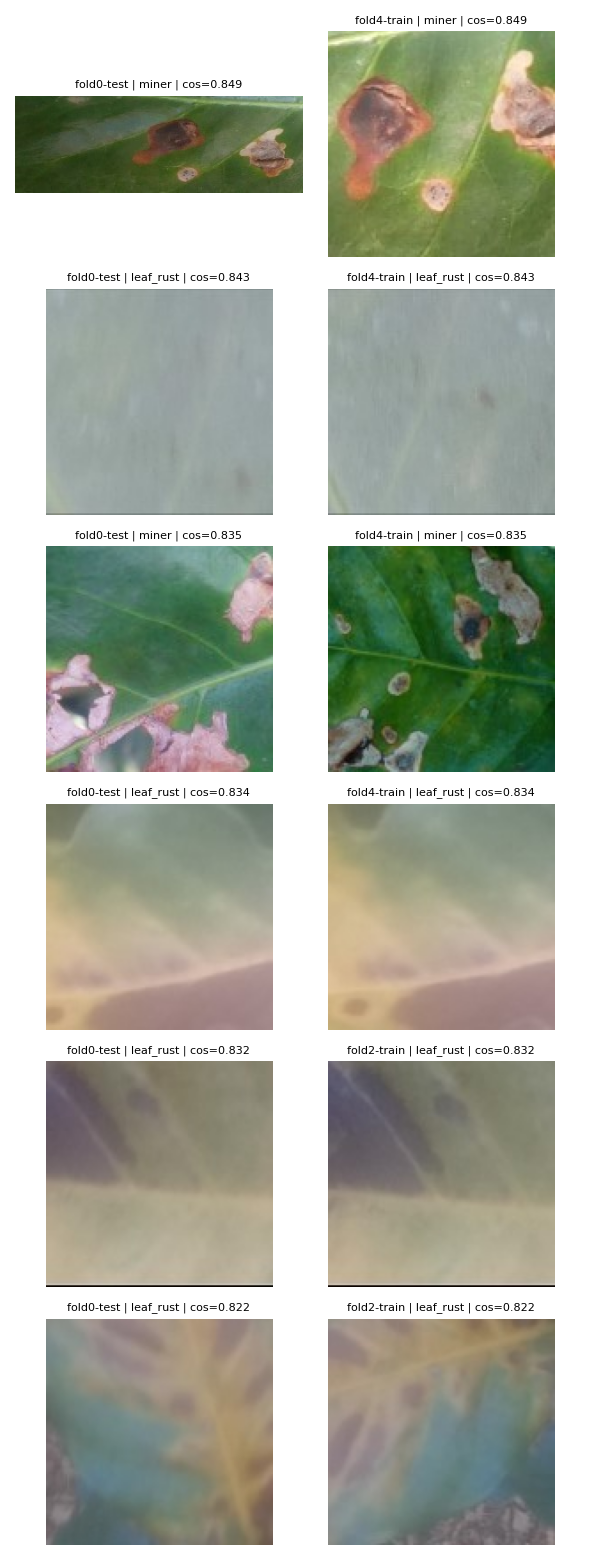 fold4-train | miner | cos=0.849
fold0-test | miner | cos=0.849
fold0-test | leaf_rust | cos=0.843
fold4-train | leaf_rust | cos=0.843
fold0-test | miner | cos=0.835
fold4-train | miner | cos=0.835
fold0-test | leaf_rust | cos=0.834
fold4-train | leaf_rust | cos=0.834
fold0-test | leaf_rust | cos=0.832
fold2-train | leaf_rust | cos=0.832
fold0-test | leaf_rust | cos=0.822
fold2-train | leaf_rust | cos=0.822